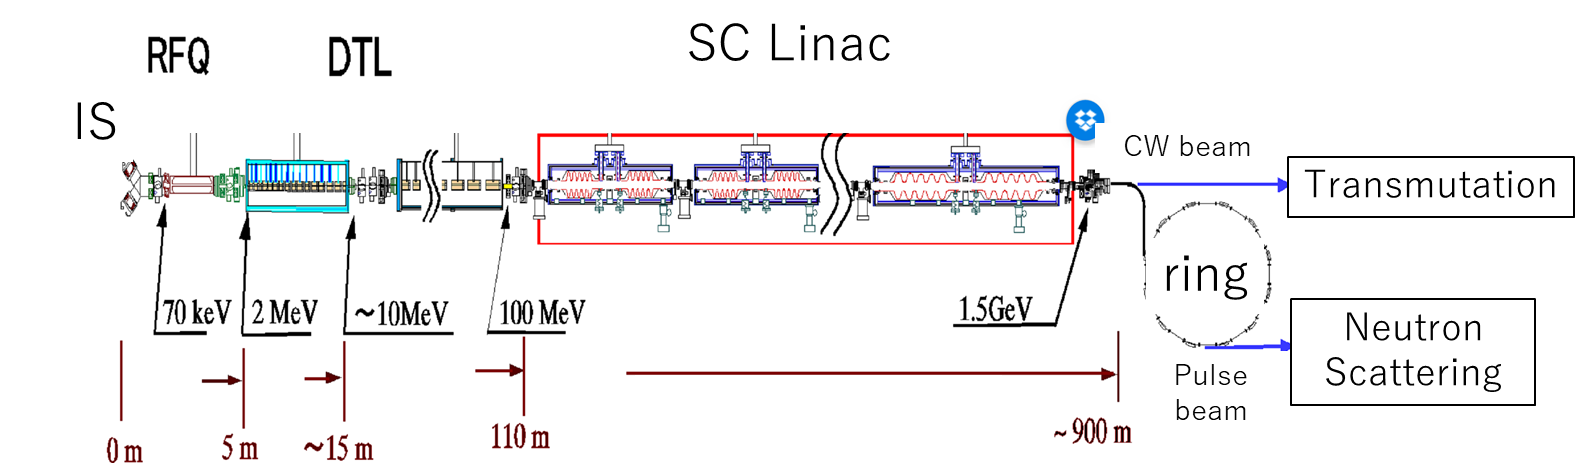 RFQ
DTL
SC Linac
IS
CW beam
Transmutation
ring
70 keV
2 MeV
~10MeV
100 MeV
1.5GeV
Neutron
Scattering
Pulse
beam
0 m
5 m
~15 m
110 m
~900 m